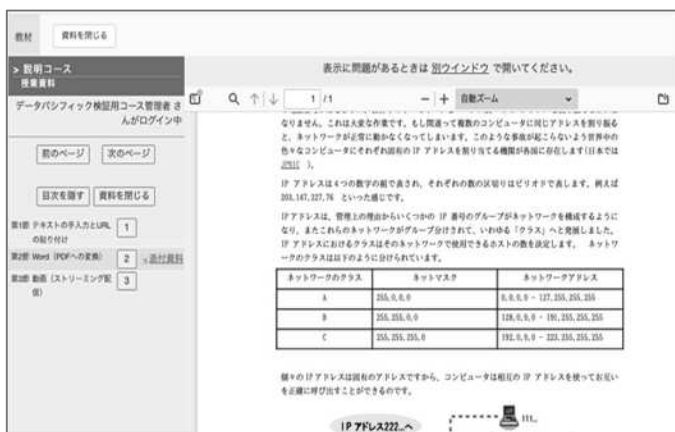 教材
資料を閉じる
> 説明コース
授業資料
データパシフィック検証用コース管理者 さ
んがログイン中
前のページ
次のページ
目次を隠す
資料を閉じる
第1節 テキストの手入力とURL
の貼り付け
1
第2節 Word（PDFへの変換）
2
添付資料
第3節 動画（ストリーミング配
信）
3
表示に問題があるときは 別ウインドウ で開いてください。
1
/1
自動ズーム
なりません。これは大変な作業です。もし間違って複数のコンピュータに同じアドレスを割り振る
と、ネットワークが正常に動かなくなってしまいます。このような事故が起こらないよう世界中の
色々なコンピュータにそれぞれ固有の IP アドレスを割り当てる機関が各国に存在します（日本では
JPNIC ）。
IP アドレスは4つの数字の組で表され、それぞれの数の区切りはピリオドで表します。例えば
203.167.227.76 といった感じです。
IPアドレスは、管理上の理由からいくつかの IP 番号のグループがネットワークを構成するように
なり、またこれらのネットワークがグループ分けされて、いわゆる「クラス」へと発展しました。
IP アドレスにおけるクラスはそのネットワークで使用できるホストの数を決定します。 ネットワ
ークのクラスは以下のように分けられています。
ネットワークのクラス ネットマスク ネットワークアドレス
A 255.0.0.0 0.0.0.0 - 127.255.255.255
B 255.255.0.0 128.0.0.0 - 191.255.255.255
C 255.255.255.0 192.0.0.0 - 223.255.255.255
個々の IP アドレスは固有のアドレスですから、コンピュータは相互の IP アドレスを使ってお互い
を正確に呼び出すことができるのです。
IP アドレス222…へ
111…